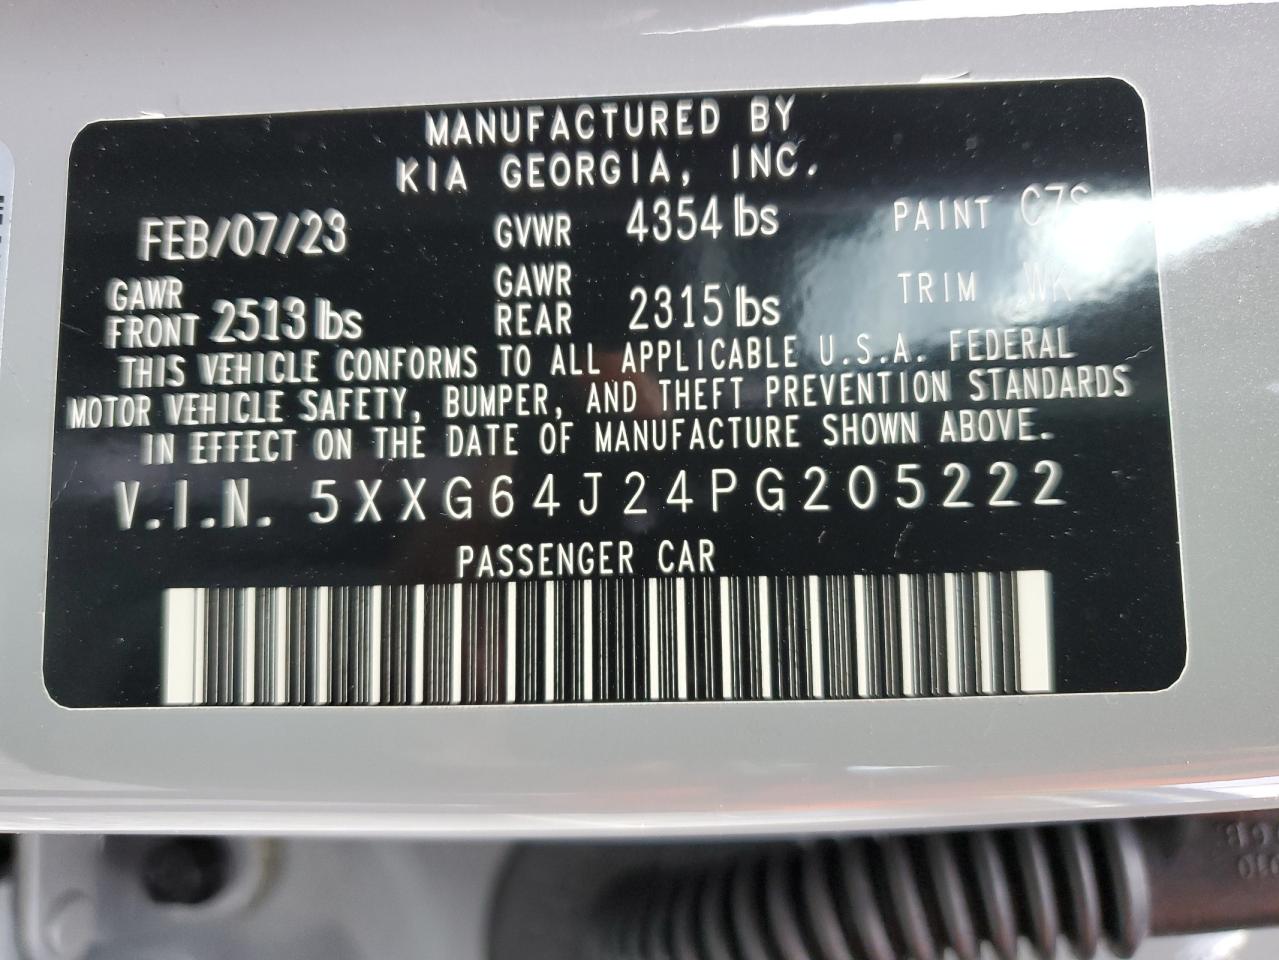 MANUFACTURED BY
KIA GEORGIA, INC.
FEB/07/23 GVWR 4354 lbs PAINT C7S
GAWR FRONT 2513 lbs GAWR REAR 2315 lbs TRIM WK
THIS VEHICLE CONFORMS TO ALL APPLICABLE U.S.A. FEDERAL
MOTOR VEHICLE SAFETY, BUMPER, AND THEFT PREVENTION STANDARDS
IN EFFECT ON THE DATE OF MANUFACTURE SHOWN ABOVE.
V.I.N. 5XXG64J24PG205222
PASSENGER CAR